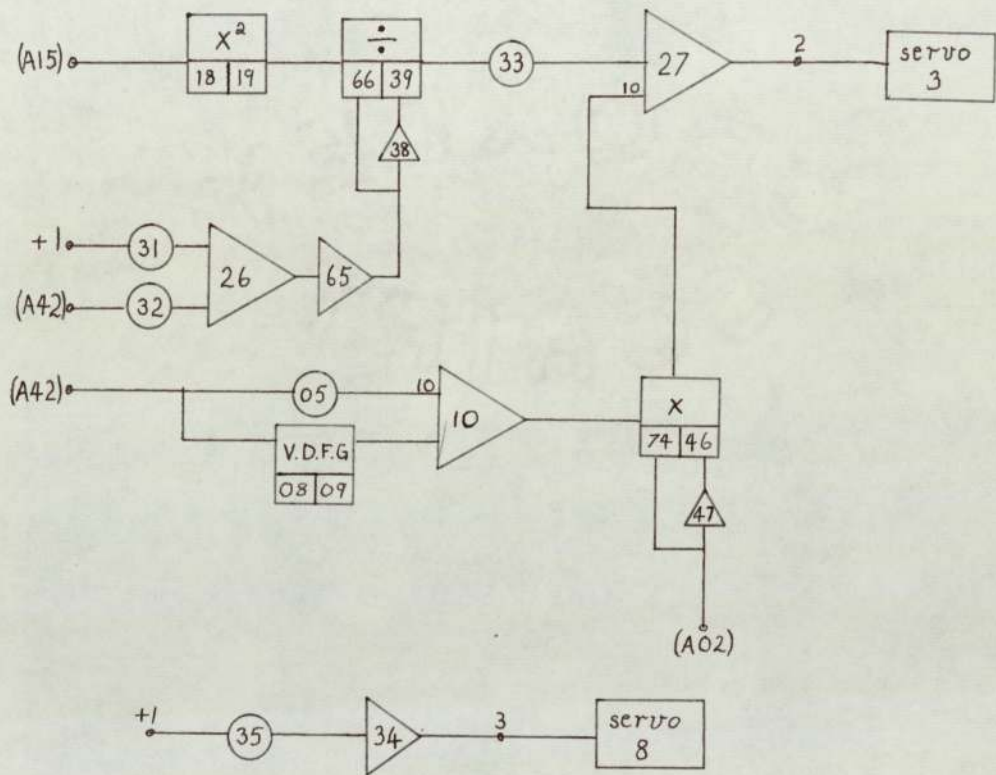 (A15)
X²
18 19
÷
66 39
33
27
10
2
servo
3
38
+1
31
26
65
(A42)
32
(A42)
05
10
10
V.D.F.G
08 09
X
74 46
47
(A02)
+1
35
34
3
servo
8